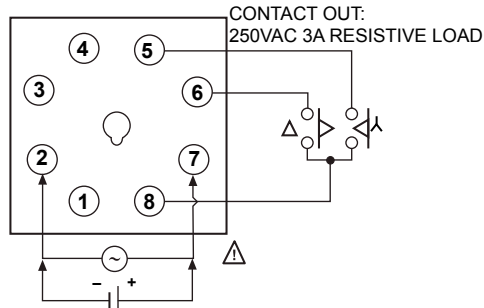 CONTACT OUT:
250VAC 3A RESISTIVE LOAD
4 5
3 6
2 7
1 8
Δ
~
!
– +